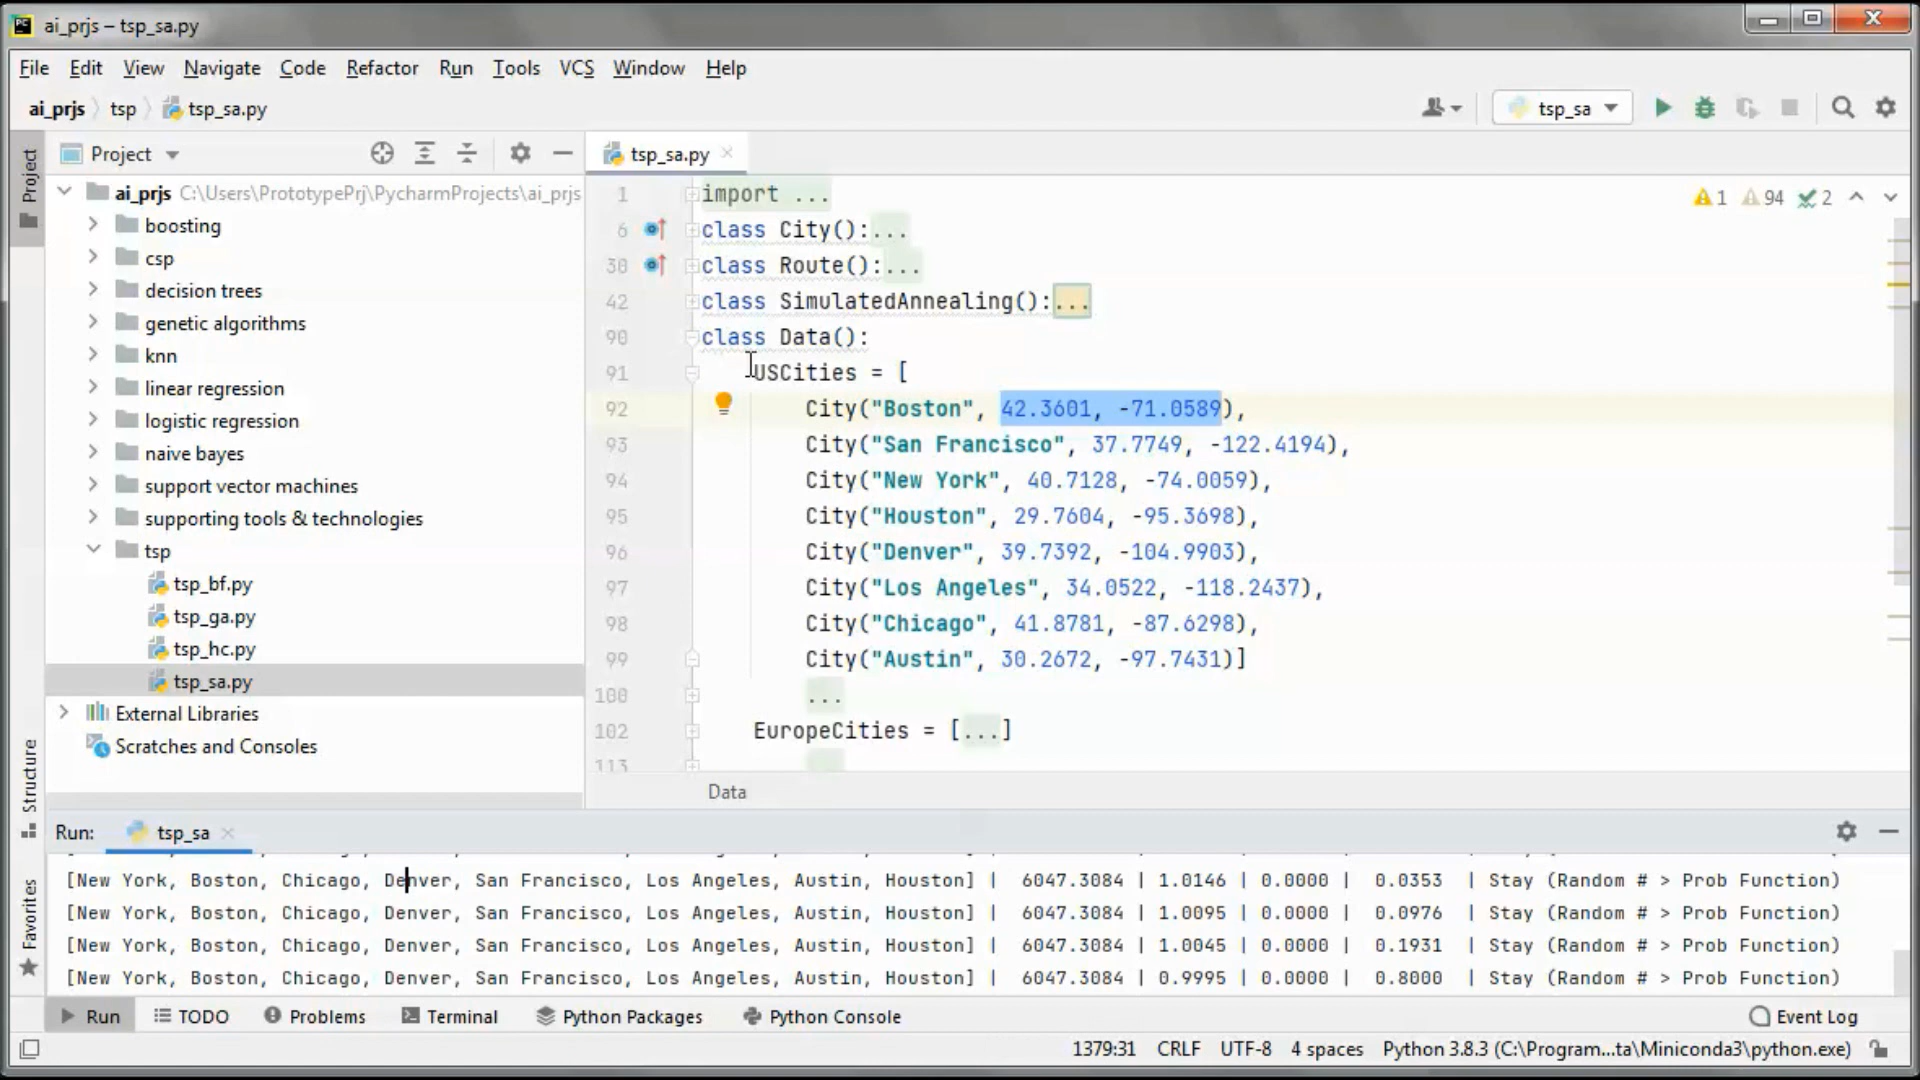 ai_prjs – tsp_sa.py
File Edit View Navigate Code Refactor Run Tools VCS Window Help
ai_prjs tsp tsp_sa.py
tsp_sa
Project
Project
tsp_sa.py
ai_prjs C:\Users\PrototypePrj\PycharmProjects\ai_prjs
boosting
csp
decision trees
genetic algorithms
knn
linear regression
logistic regression
naive bayes
support vector machines
supporting tools & technologies
tsp
tsp_bf.py
tsp_ga.py
tsp_hc.py
tsp_sa.py
External Libraries
Scratches and Consoles
1 94 2
1 import ...
6 class City():...
30 class Route():...
42 class SimulatedAnnealing():...
90 class Data():
91 USCities = [
92 City("Boston", 42.3601, -71.0589),
93 City("San Francisco", 37.7749, -122.4194),
94 City("New York", 40.7128, -74.0059),
95 City("Houston", 29.7604, -95.3698),
96 City("Denver", 39.7392, -104.9903),
97 City("Los Angeles", 34.0522, -118.2437),
98 City("Chicago", 41.8781, -87.6298),
99 City("Austin", 30.2672, -97.7431)]
100 ...
102 EuropeCities = [...]
113
Data
Structure
Favorites
Run: tsp_sa
[New York, Boston, Chicago, Denver, San Francisco, Los Angeles, Austin, Houston] | 6047.3084 | 1.0146 | 0.0000 | 0.0353 | Stay (Random # > Prob Function)
[New York, Boston, Chicago, Denver, San Francisco, Los Angeles, Austin, Houston] | 6047.3084 | 1.0095 | 0.0000 | 0.0976 | Stay (Random # > Prob Function)
[New York, Boston, Chicago, Denver, San Francisco, Los Angeles, Austin, Houston] | 6047.3084 | 1.0045 | 0.0000 | 0.1931 | Stay (Random # > Prob Function)
[New York, Boston, Chicago, Denver, San Francisco, Los Angeles, Austin, Houston] | 6047.3084 | 0.9995 | 0.0000 | 0.8000 | Stay (Random # > Prob Function)
Run TODO Problems Terminal Python Packages Python Console Event Log
1379:31 CRLF UTF-8 4 spaces Python 3.8.3 (C:\Program...ta\Miniconda3\python.exe)